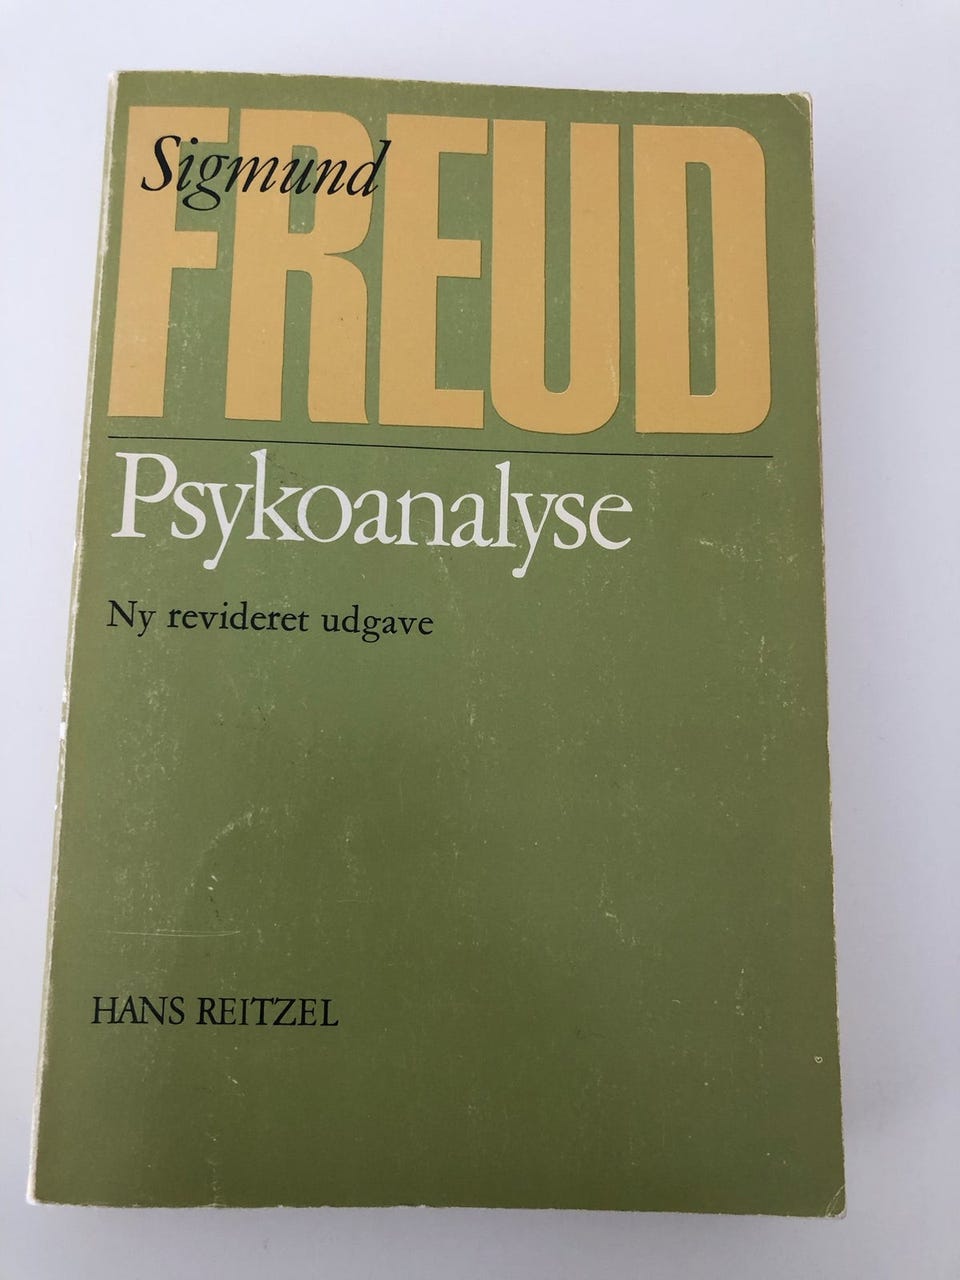 Sigmund
FREUD
Psykoanalyse
Ny revideret udgave
HANS REITZEL